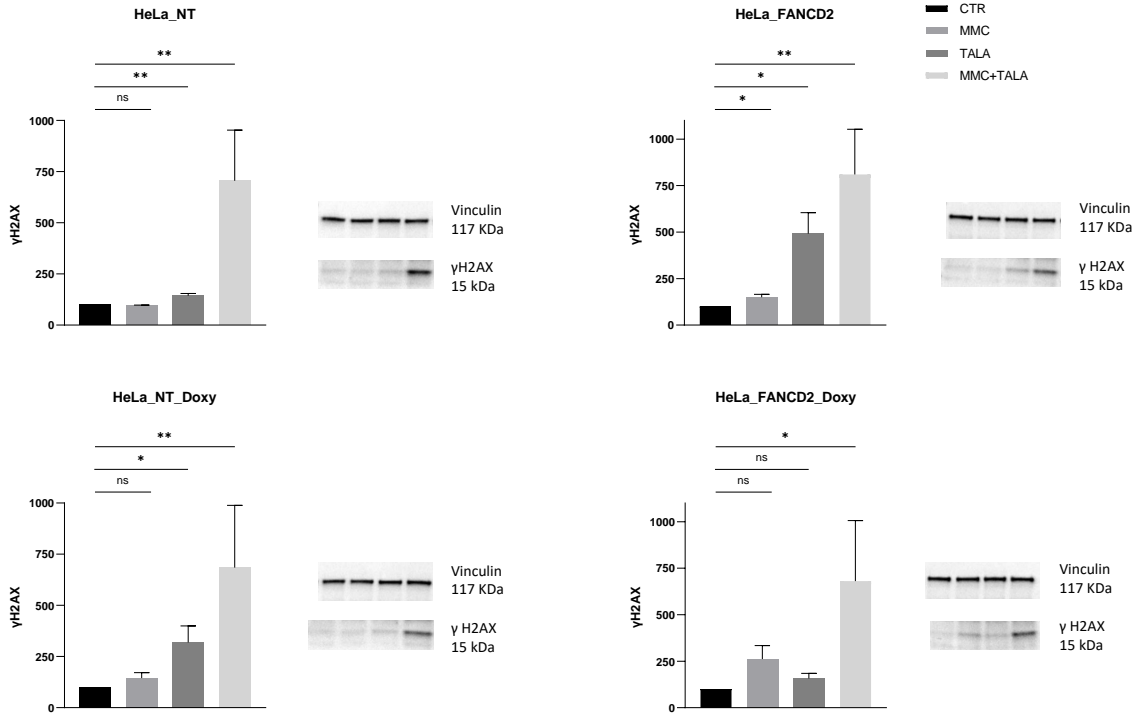 HeLa_NT
**
**
ns
1000
750
500
250
0
γH2AX
Vinculin
117 KDa
γH2AX
15 kDa
HeLa_FANCD2
**
*
*
1000
750
500
250
0
γH2AX
Vinculin
117 KDa
γ H2AX
15 kDa
CTR
MMC
TALA
MMC+TALA
HeLa_NT_Doxy
**
*
ns
1000
750
500
250
0
γH2AX
Vinculin
117 KDa
γ H2AX
15 kDa
HeLa_FANCD2_Doxy
*
ns
ns
1000
750
500
250
0
γH2AX
Vinculin
117 KDa
γ H2AX
15 kDa